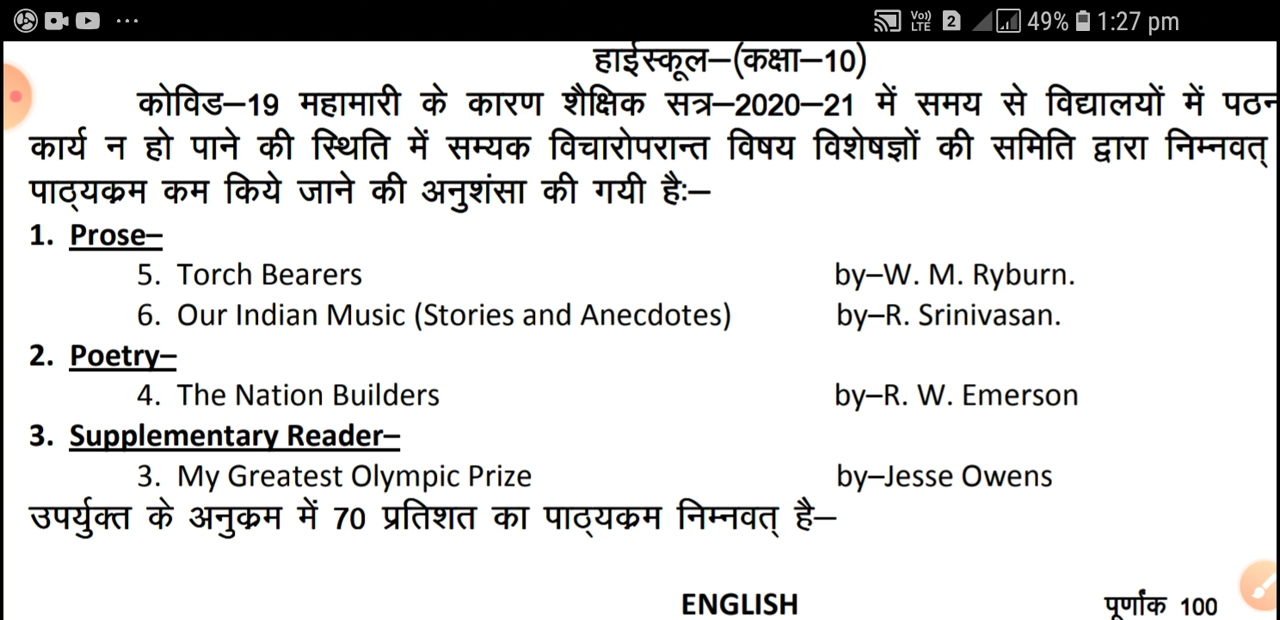 Vo)) LTE 2 49% 1:27 pm
हाईस्कूल–(कक्षा–10)
कोविड–19 महामारी के कारण शैक्षिक सत्र–2020–21 में समय से विद्यालयों में पठन
कार्य न हो पाने की स्थिति में सम्यक विचारोपरान्त विषय विशेषज्ञों की समिति द्वारा निम्नवत्
पाठ्यक्रम कम किये जाने की अनुशंसा की गयी है:–
1. Prose–
5. Torch Bearers by–W. M. Ryburn.
6. Our Indian Music (Stories and Anecdotes) by–R. Srinivasan.
2. Poetry–
4. The Nation Builders by–R. W. Emerson
3. Supplementary Reader–
3. My Greatest Olympic Prize by–Jesse Owens
उपर्युक्त के अनुक्रम में 70 प्रतिशत का पाठ्यक्रम निम्नवत् है–
ENGLISH पूर्णांक 100